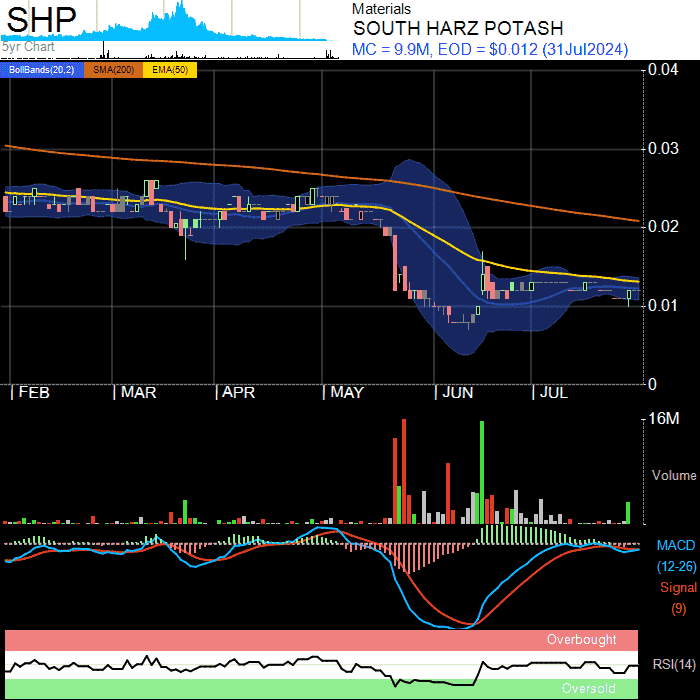 SHP
5yr Chart
Materials
SOUTH HARZ POTASH
MC = 9.9M, EOD = $0.012 (31Jul2024)
BollBands(20,2) SMA(200) EMA(50)
0.04
0.03
0.02
0.01
0
FEB MAR APR MAY JUN JUL
16M
Volume
MACD
(12-26)
Signal
(9)
Overbought
RSI(14)
Oversold